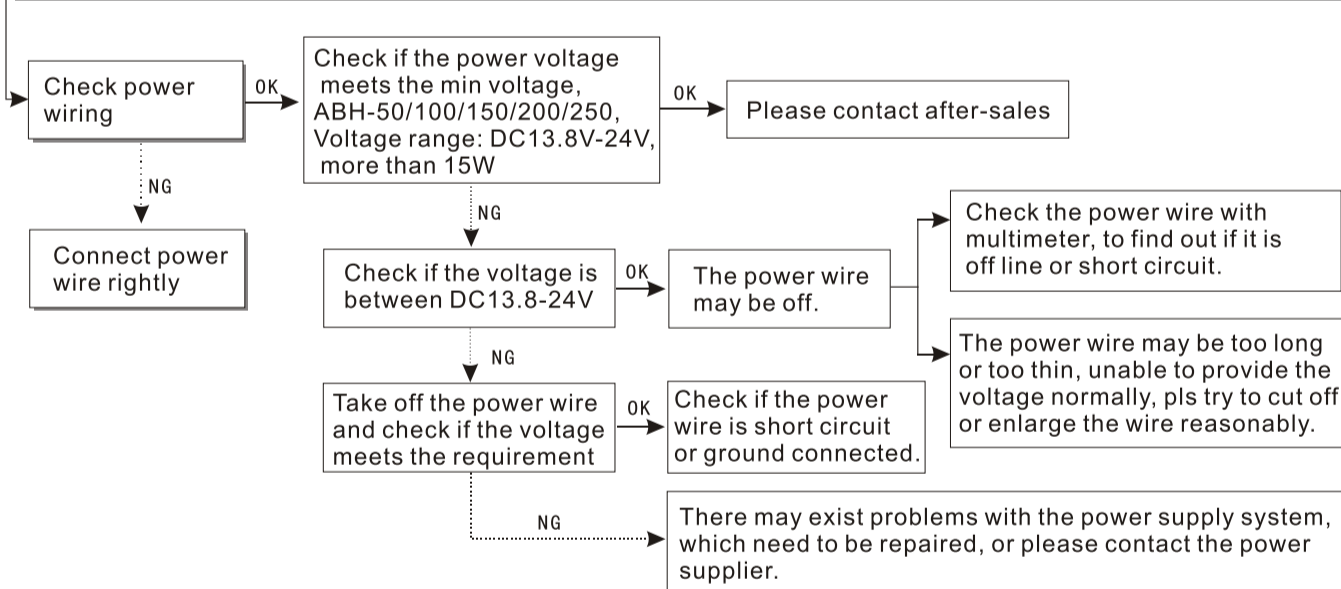 Check power
wiring
OK
Check if the power voltage
meets the min voltage,
ABH-50/100/150/200/250,
Voltage range: DC13.8V-24V,
more than 15W
OK
Please contact after-sales
NG
Connect power
wire rightly
NG
Check if the voltage is
between DC13.8-24V
OK
The power wire
may be off.
Check the power wire with
multimeter, to find out if it is
off line or short circuit.
The power wire may be too long
or too thin, unable to provide the
voltage normally, pls try to cut off
or enlarge the wire reasonably.
NG
Take off the power wire
and check if the voltage
meets the requirement
OK
Check if the power
wire is short circuit
or ground connected.
NG
There may exist problems with the power supply system,
which need to be repaired, or please contact the power
supplier.